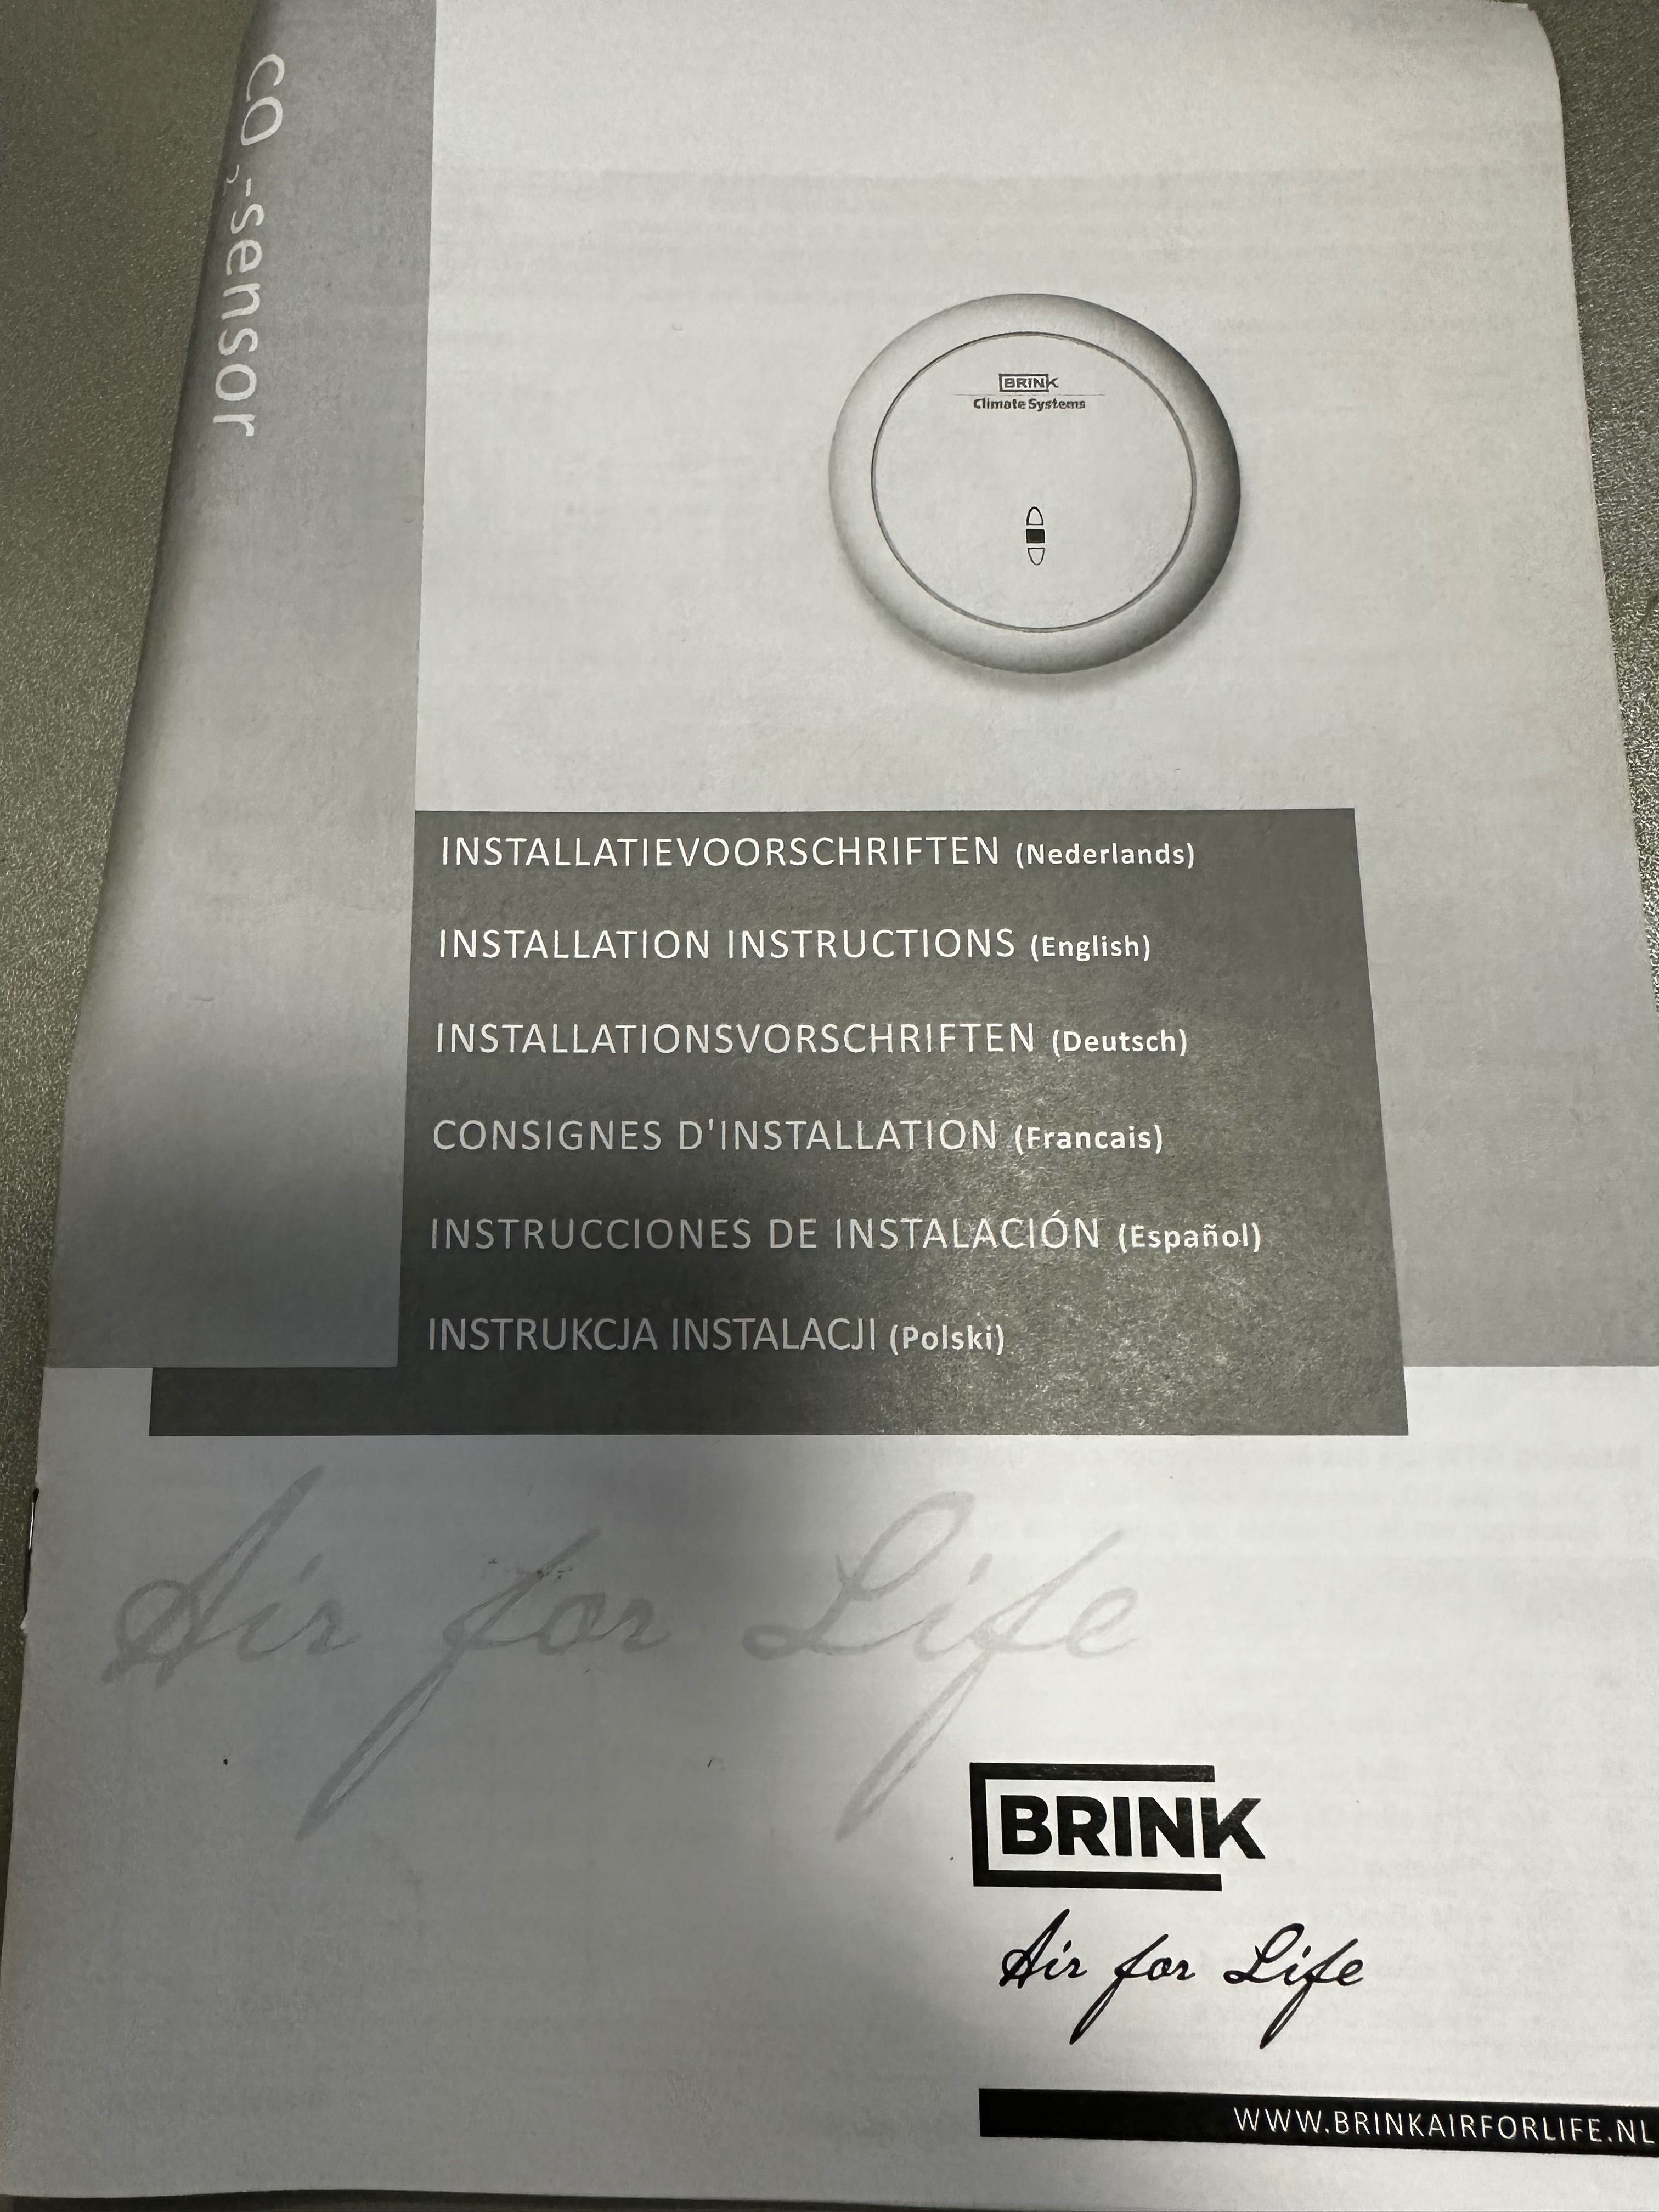 CO₂-sensor
BRINK
Climate Systems
INSTALLATIEVOORSCHRIFTEN (Nederlands)
INSTALLATION INSTRUCTIONS (English)
INSTALLATIONSVORSCHRIFTEN (Deutsch)
CONSIGNES D'INSTALLATION (Francais)
INSTRUCCIONES DE INSTALACIÓN (Español)
INSTRUKCJA INSTALACJI (Polski)
Air for Life
BRINK
Air for Life
WWW.BRINKAIRFORLIFE.NL